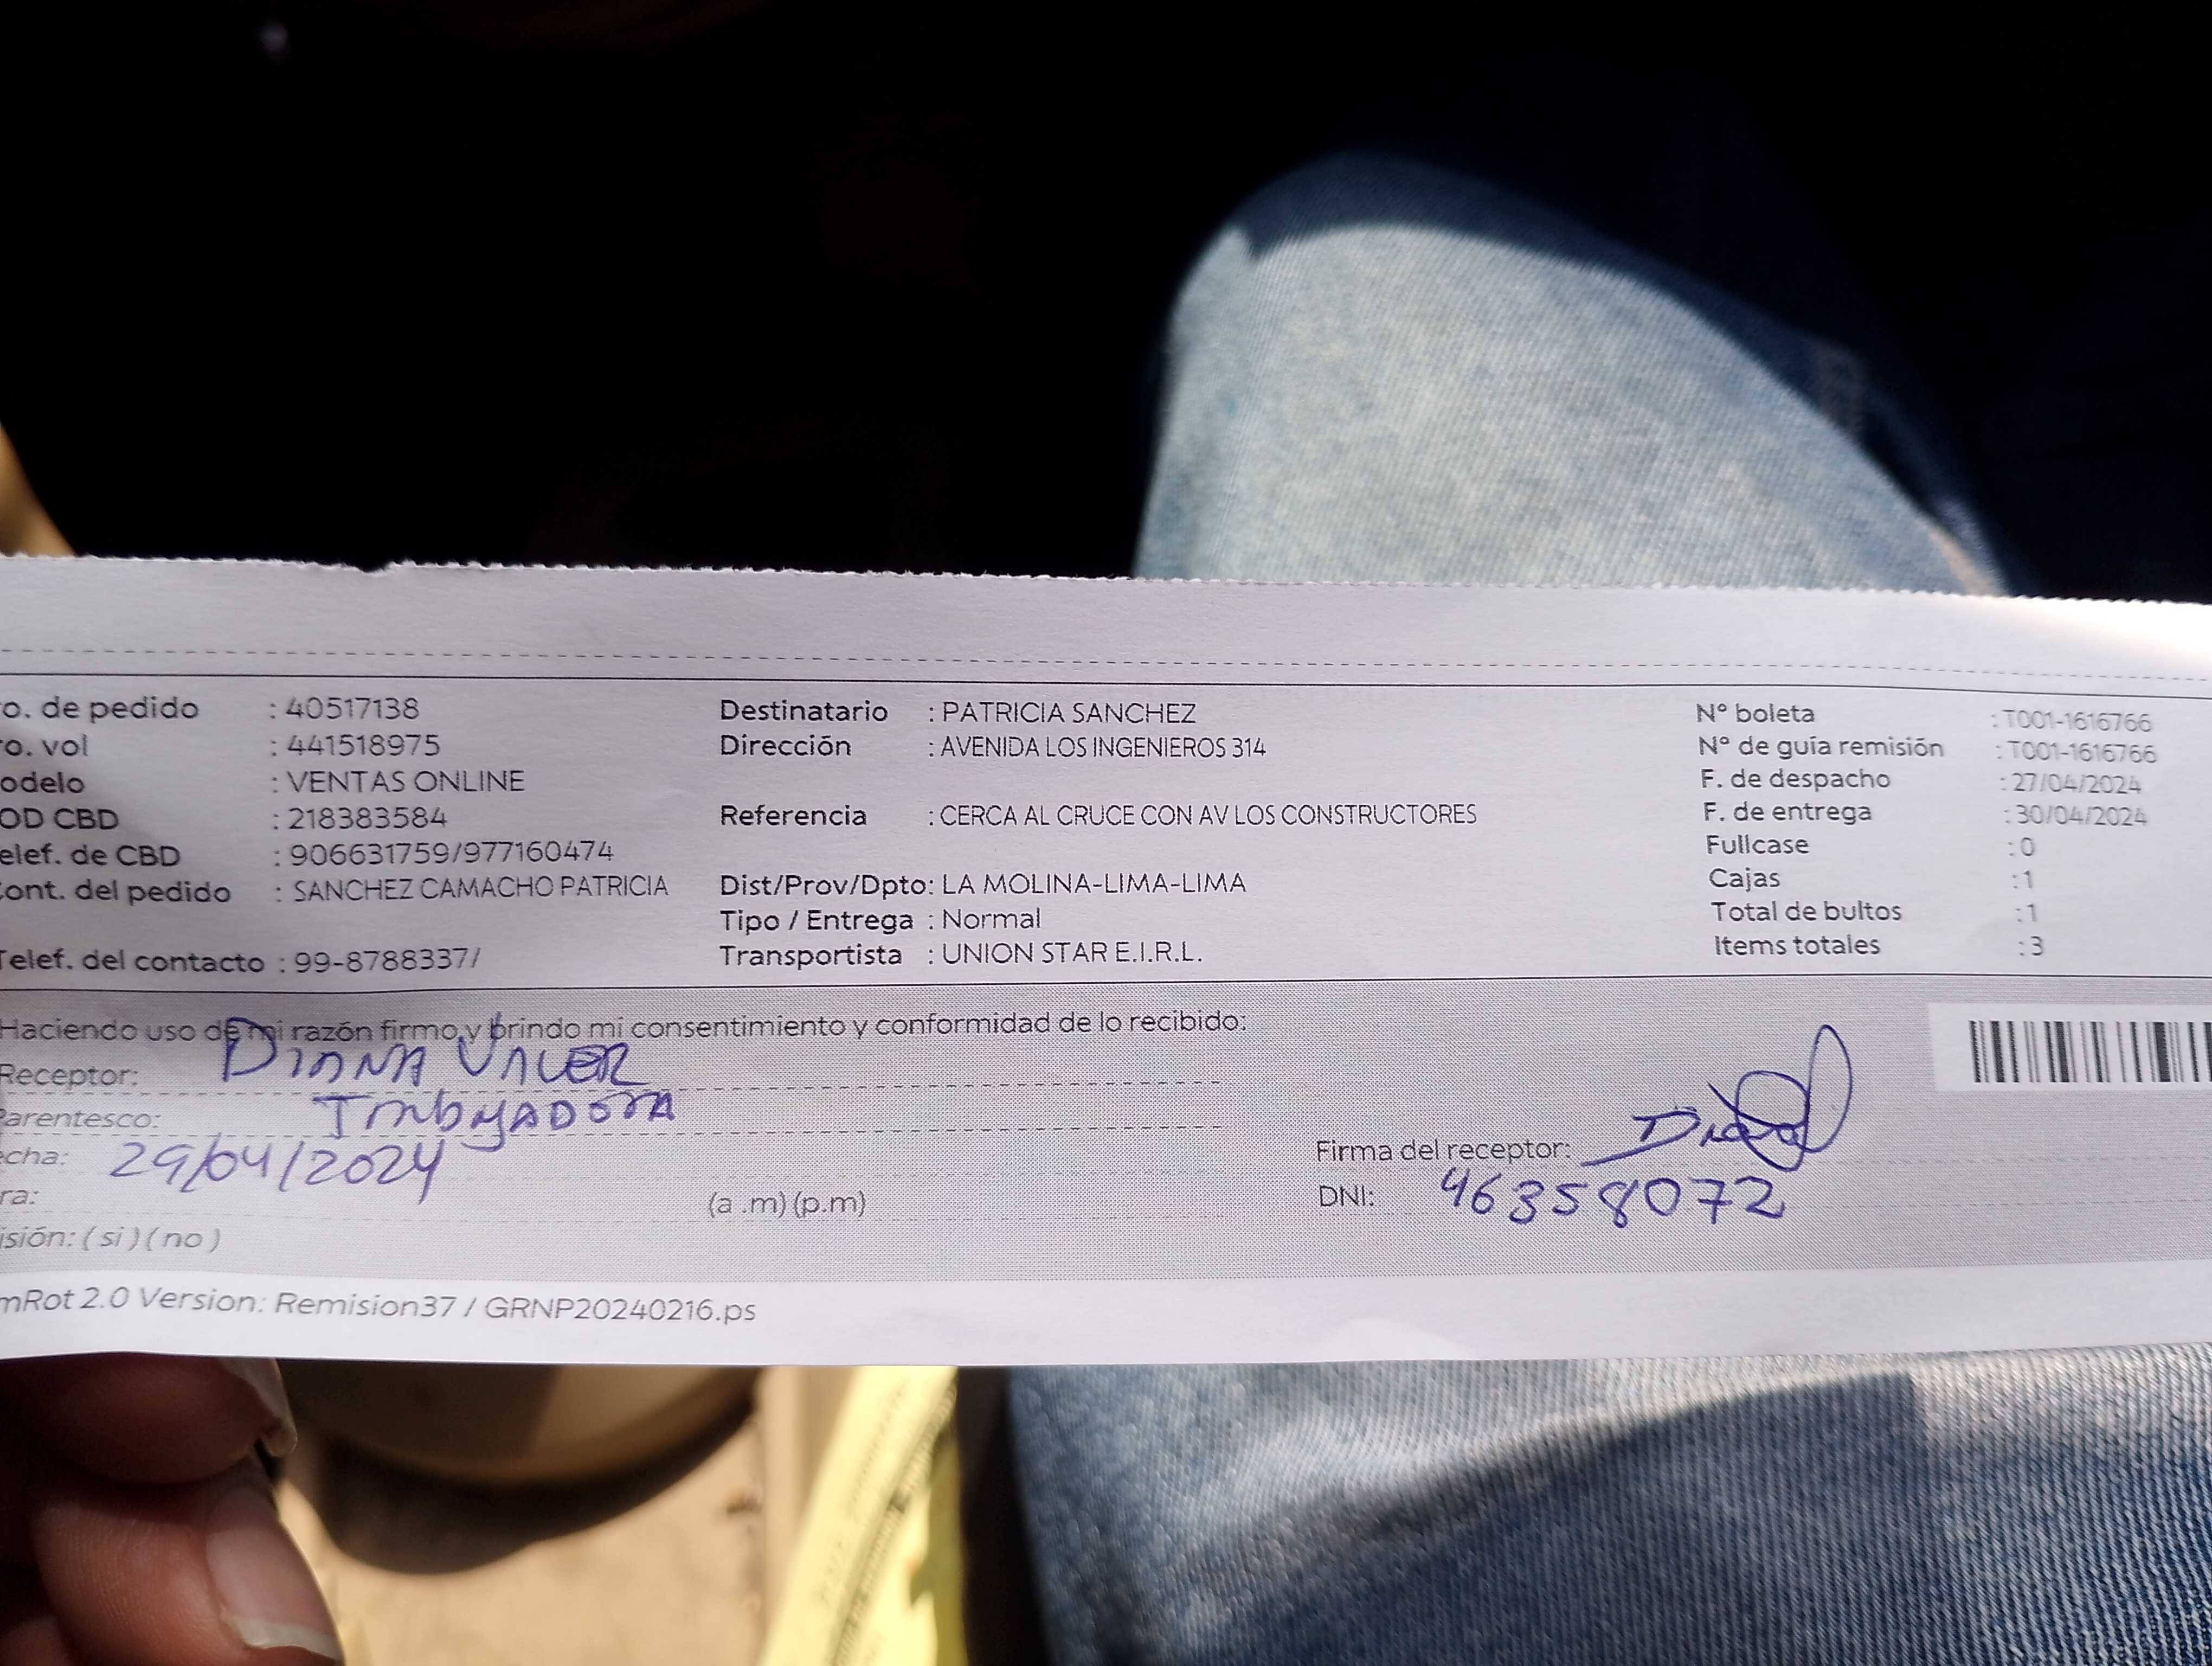 ro. de pedido : 40517138 Destinatario : PATRICIA SANCHEZ N° boleta : T001-1616766
ro. vol : 441518975 Dirección : AVENIDA LOS INGENIEROS 314 N° de guía remisión : T001-1616766
odelo : VENTAS ONLINE F. de despacho : 27/04/2024
OD CBD : 218383584 Referencia : CERCA AL CRUCE CON AV LOS CONSTRUCTORES F. de entrega : 30/04/2024
elef. de CBD : 906631759/977160474 Fullcase : 0
Cont. del pedido : SANCHEZ CAMACHO PATRICIA Dist/Prov/Dpto: LA MOLINA-LIMA-LIMA Cajas : 1
Tipo / Entrega : Normal Total de bultos : 1
Telef. del contacto : 99-8788337/ Transportista : UNION STAR E.I.R.L. Items totales : 3
Haciendo uso de mi razón firmo y brindo mi consentimiento y conformidad de lo recibido:
Receptor: DIANA VALER
Parentesco: TRABAJADORA
echa: 29/04/2024 Firma del receptor:
ra: (a .m) (p.m) DNI: 46358072
isión: ( si ) ( no )
mRot 2.0 Version: Remision37 / GRNP20240216.ps